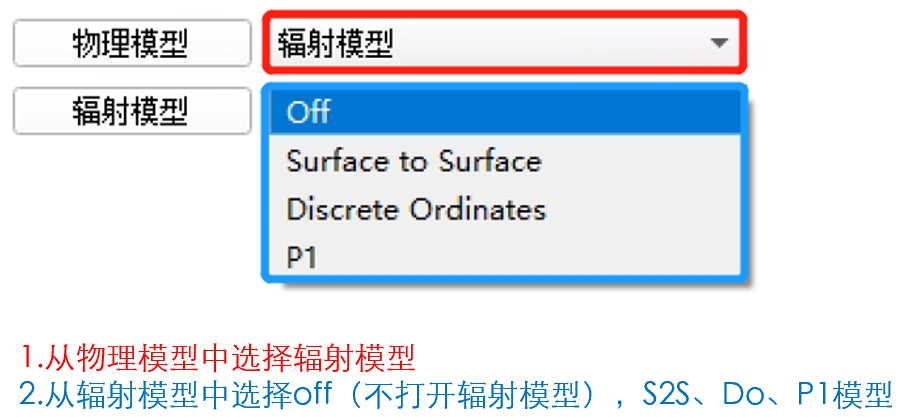 物理模型 辐射模型
辐射模型 Off
Surface to Surface
Discrete Ordinates
P1
1.从物理模型中选择辐射模型
2.从辐射模型中选择off（不打开辐射模型），S2S、Do、P1模型